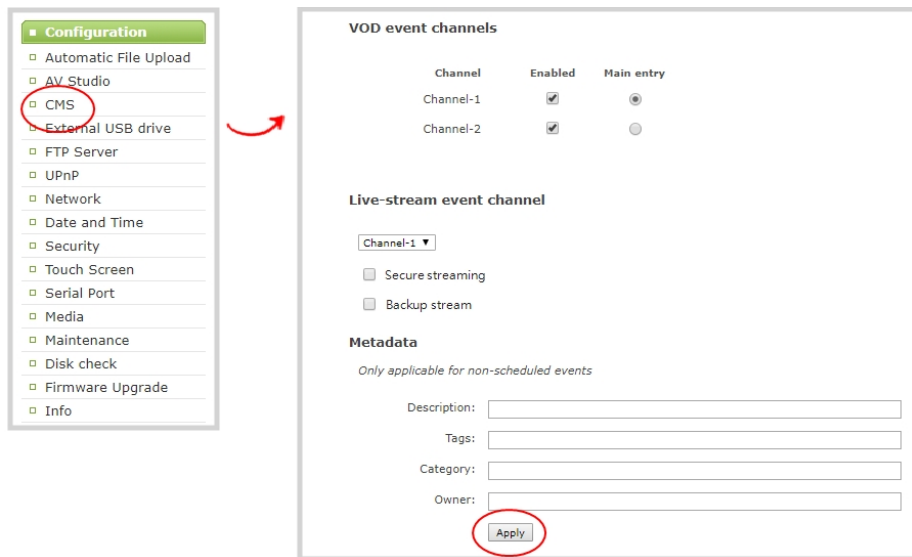 Configuration
Automatic File Upload
AV Studio
CMS
External USB drive
FTP Server
UPnP
Network
Date and Time
Security
Touch Screen
Serial Port
Media
Maintenance
Disk check
Firmware Upgrade
Info
VOD event channels
Channel Enabled Main entry
Channel-1
Channel-2
Live-stream event channel
Channel-1
Secure streaming
Backup stream
Metadata
Only applicable for non-scheduled events
Description:
Tags:
Category:
Owner:
Apply